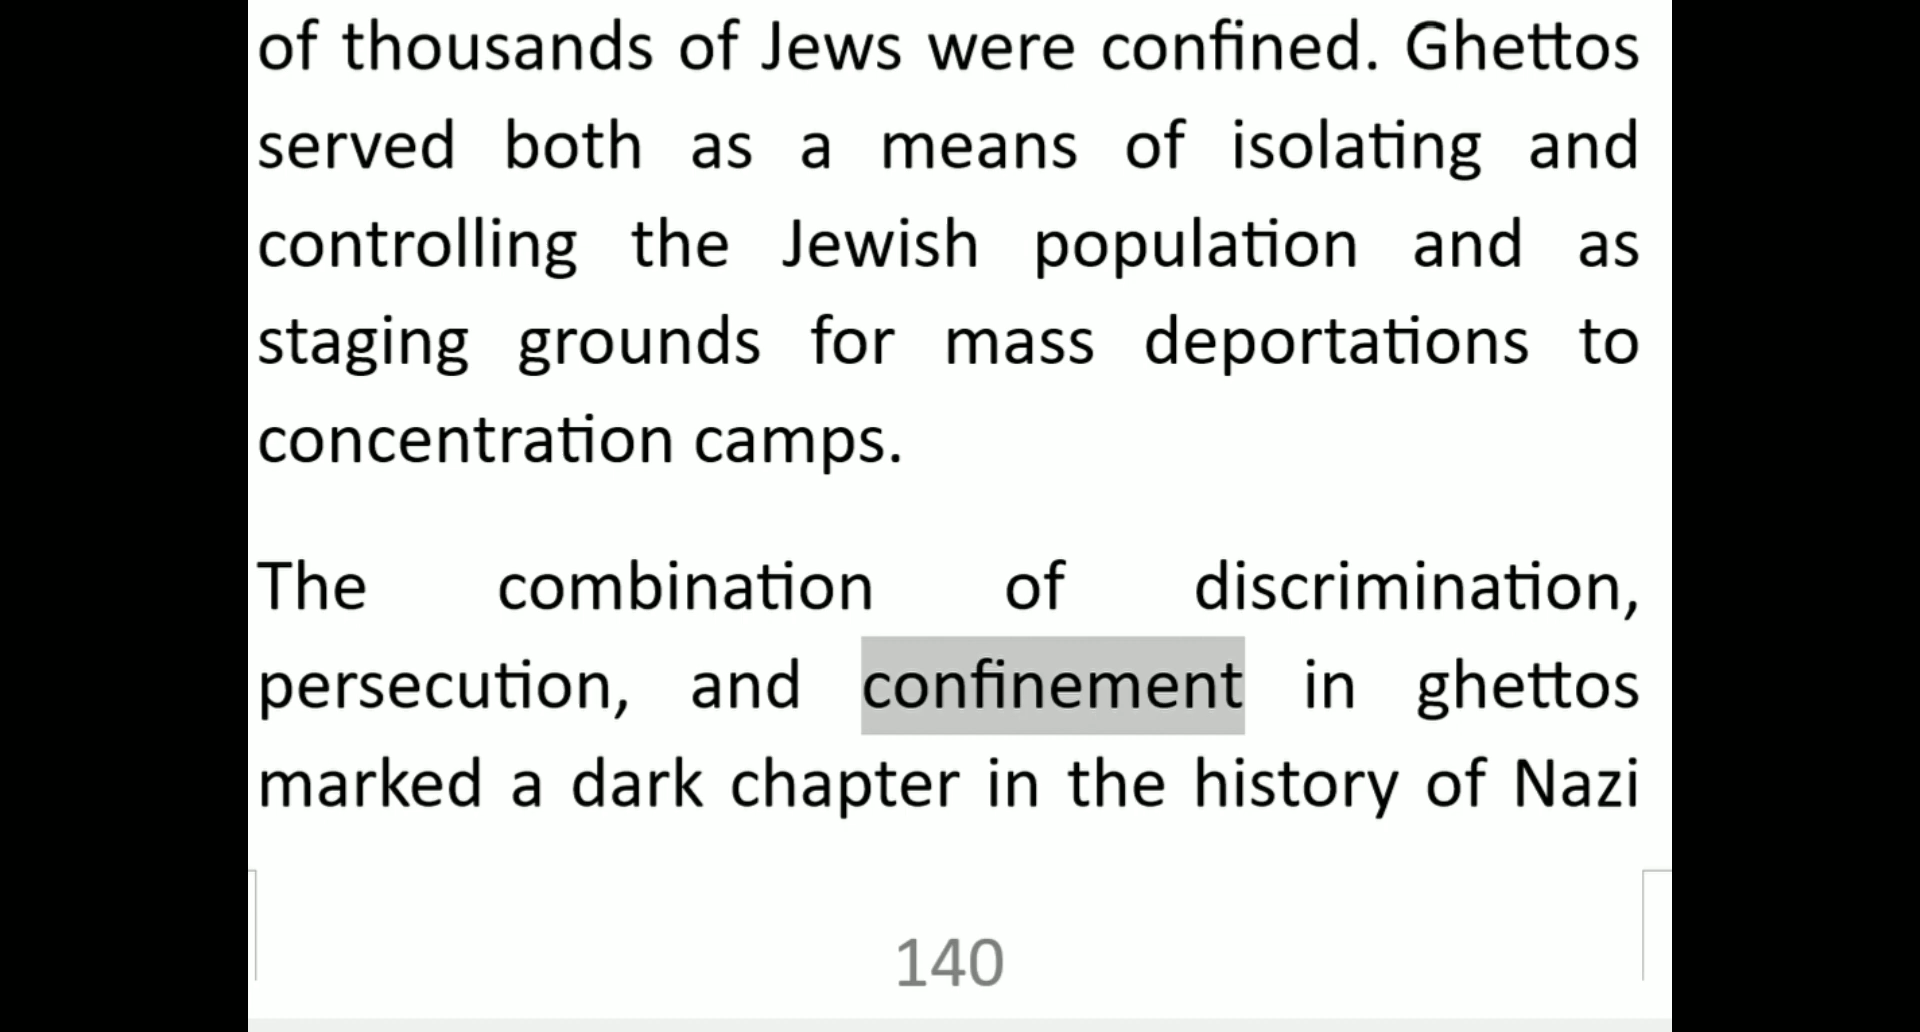 of thousands of Jews were confined. Ghettos
served both as a means of isolating and
controlling the Jewish population and as
staging grounds for mass deportations to
concentration camps.
The combination of discrimination,
persecution, and confinement in ghettos
marked a dark chapter in the history of Nazi
140